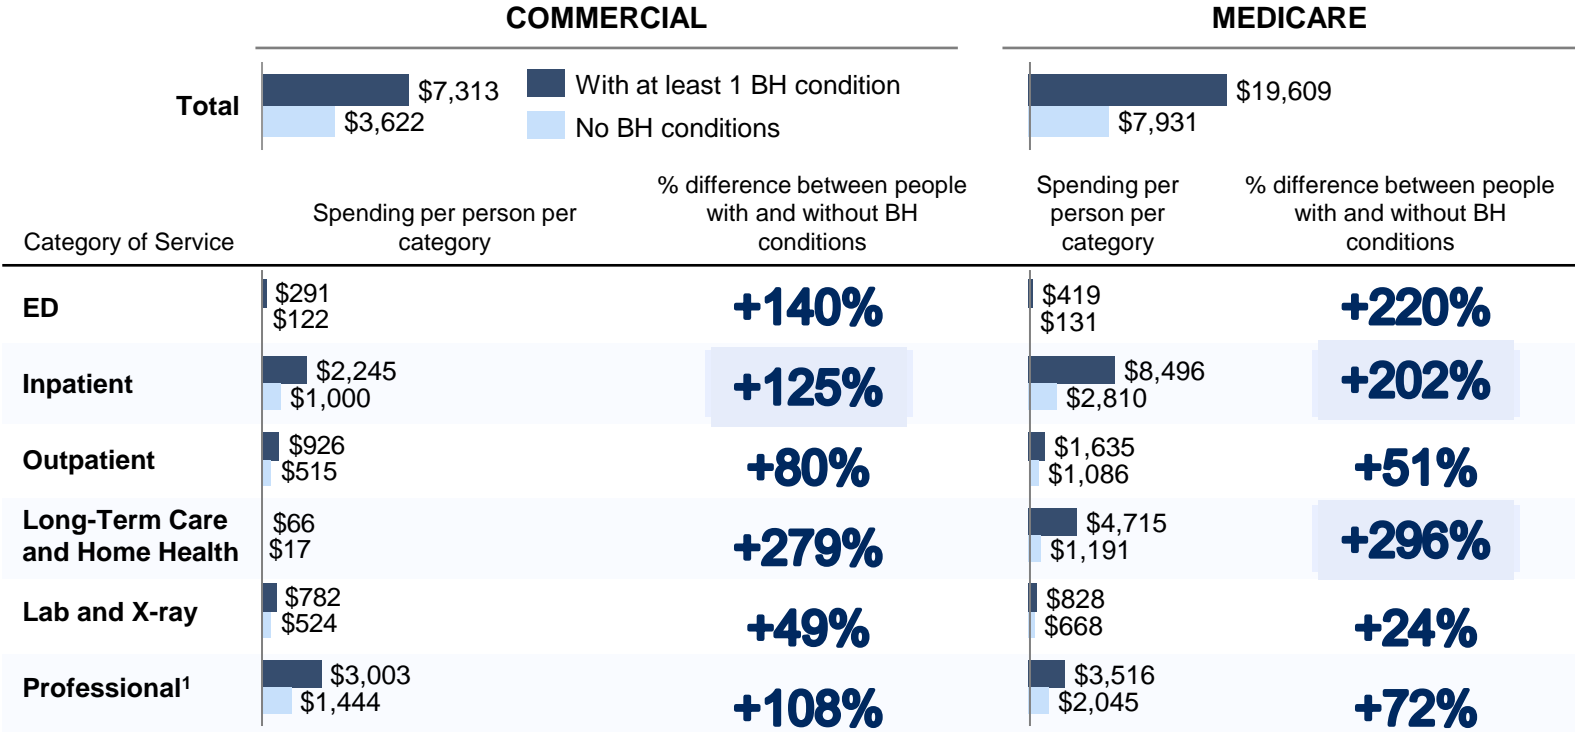 COMMERCIAL
MEDICARE
Total
$7,313
$3,622
With at least 1 BH condition
No BH conditions
$19,609
$7,931
Category of Service
Spending per person per
category
% difference between people
with and without BH
conditions
Spending per
person per
category
% difference between people
with and without BH
conditions
ED
$291
$122
+140%
$419
$131
+220%
Inpatient
$2,245
$1,000
+125%
$8,496
$2,810
+202%
Outpatient
$926
$515
+80%
$1,635
$1,086
+51%
Long-Term Care
and Home Health
$66
$17
+279%
$4,715
$1,191
+296%
Lab and X-ray
$782
$524
+49%
$828
$668
+24%
Professional¹
$3,003
$1,444
+108%
$3,516
$2,045
+72%